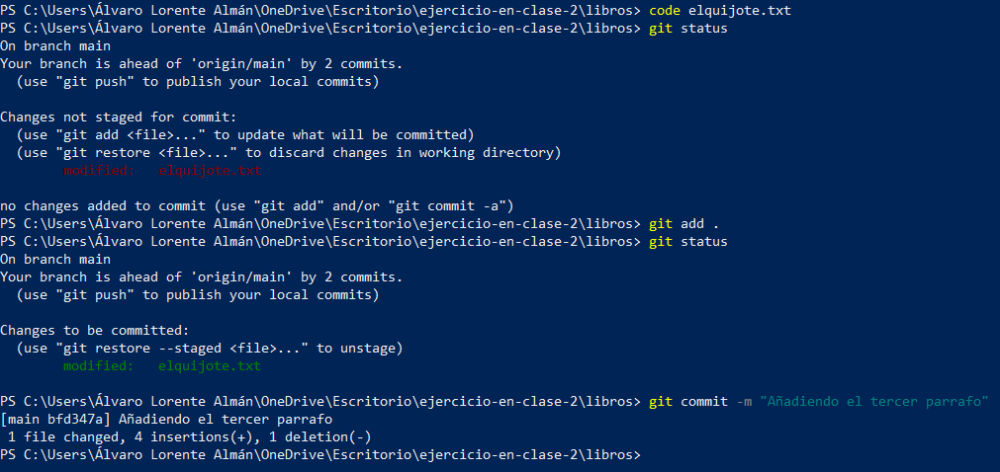 PS C:\Users\Álvaro Lorente Almán\OneDrive\Escritorio\ejercicio-en-clase-2\libros> code elquijote.txt
PS C:\Users\Álvaro Lorente Almán\OneDrive\Escritorio\ejercicio-en-clase-2\libros> git status
On branch main
Your branch is ahead of 'origin/main' by 2 commits.
  (use "git push" to publish your local commits)

Changes not staged for commit:
  (use "git add <file>..." to update what will be committed)
  (use "git restore <file>..." to discard changes in working directory)
        modified:   elquijote.txt

no changes added to commit (use "git add" and/or "git commit -a")
PS C:\Users\Álvaro Lorente Almán\OneDrive\Escritorio\ejercicio-en-clase-2\libros> git add .
PS C:\Users\Álvaro Lorente Almán\OneDrive\Escritorio\ejercicio-en-clase-2\libros> git status
On branch main
Your branch is ahead of 'origin/main' by 2 commits.
  (use "git push" to publish your local commits)

Changes to be committed:
  (use "git restore --staged <file>..." to unstage)
        modified:   elquijote.txt

PS C:\Users\Álvaro Lorente Almán\OneDrive\Escritorio\ejercicio-en-clase-2\libros> git commit -m "Añadiendo el tercer parrafo"
[main bfd347a] Añadiendo el tercer parrafo
 1 file changed, 4 insertions(+), 1 deletion(-)
PS C:\Users\Álvaro Lorente Almán\OneDrive\Escritorio\ejercicio-en-clase-2\libros>